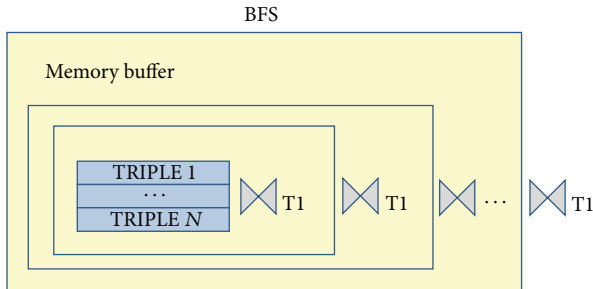 BFS
Memory buffer
TRIPLE 1
...
TRIPLE N
T1
T1
...
T1